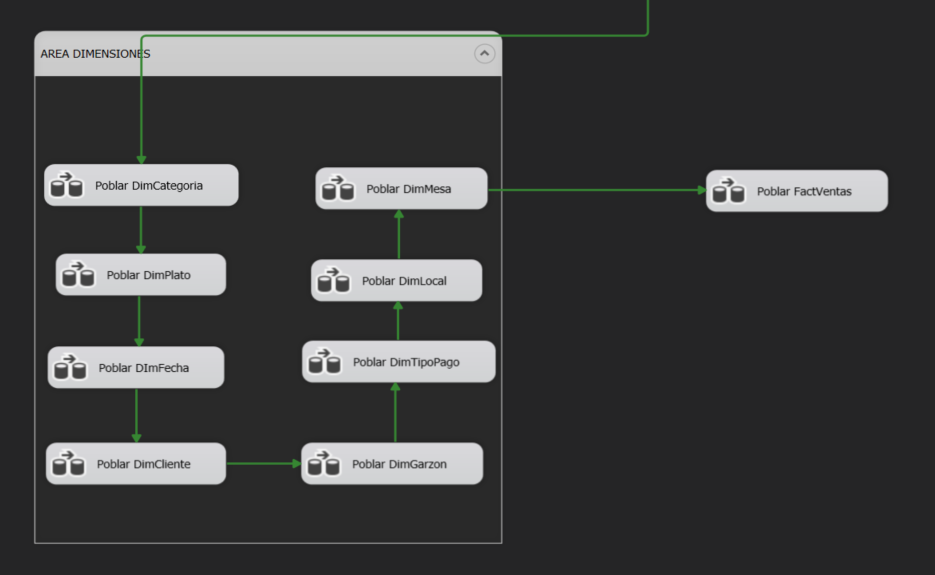 AREA DIMENSIONES
Poblar DimCategoria
Poblar DimMesa
Poblar FactVentas
Poblar DimPlato
Poblar DimLocal
Poblar DImFecha
Poblar DimTipoPago
Poblar DimCliente
Poblar DimGarzon